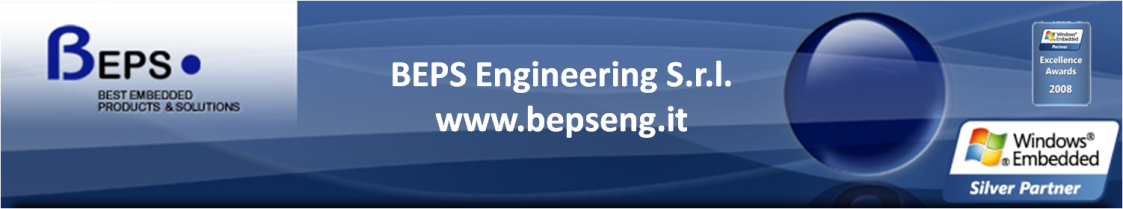 BEPS
BEST EMBEDDED
PRODUCTS & SOLUTIONS
BEPS Engineering S.r.l.
www.bepseng.it
Windows®
Embedded
Partner
Excellence
Awards
2008
Windows®
Embedded
Silver Partner